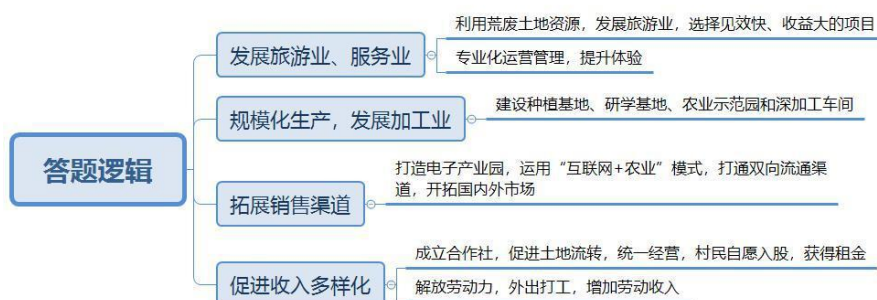 答题逻辑
发展旅游业、服务业
利用荒废土地资源，发展旅游业，选择见效快、收益大的项目
专业化运营管理，提升体验
规模化生产，发展加工业
建设种植基地、研学基地、农业示范园和深加工车间
拓展销售渠道
打造电子产业园，运用“互联网+农业”模式，打通双向流通渠
道，开拓国内外市场
促进收入多样化
成立合作社，促进土地流转，统一经营，村民自愿入股，获得租金
解放劳动力，外出打工，增加劳动收入